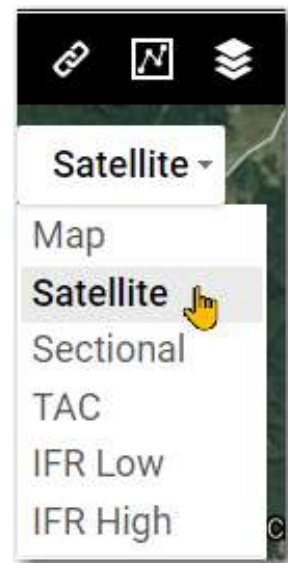 Satellite
Map
Satellite
Sectional
TAC
IFR Low
IFR High